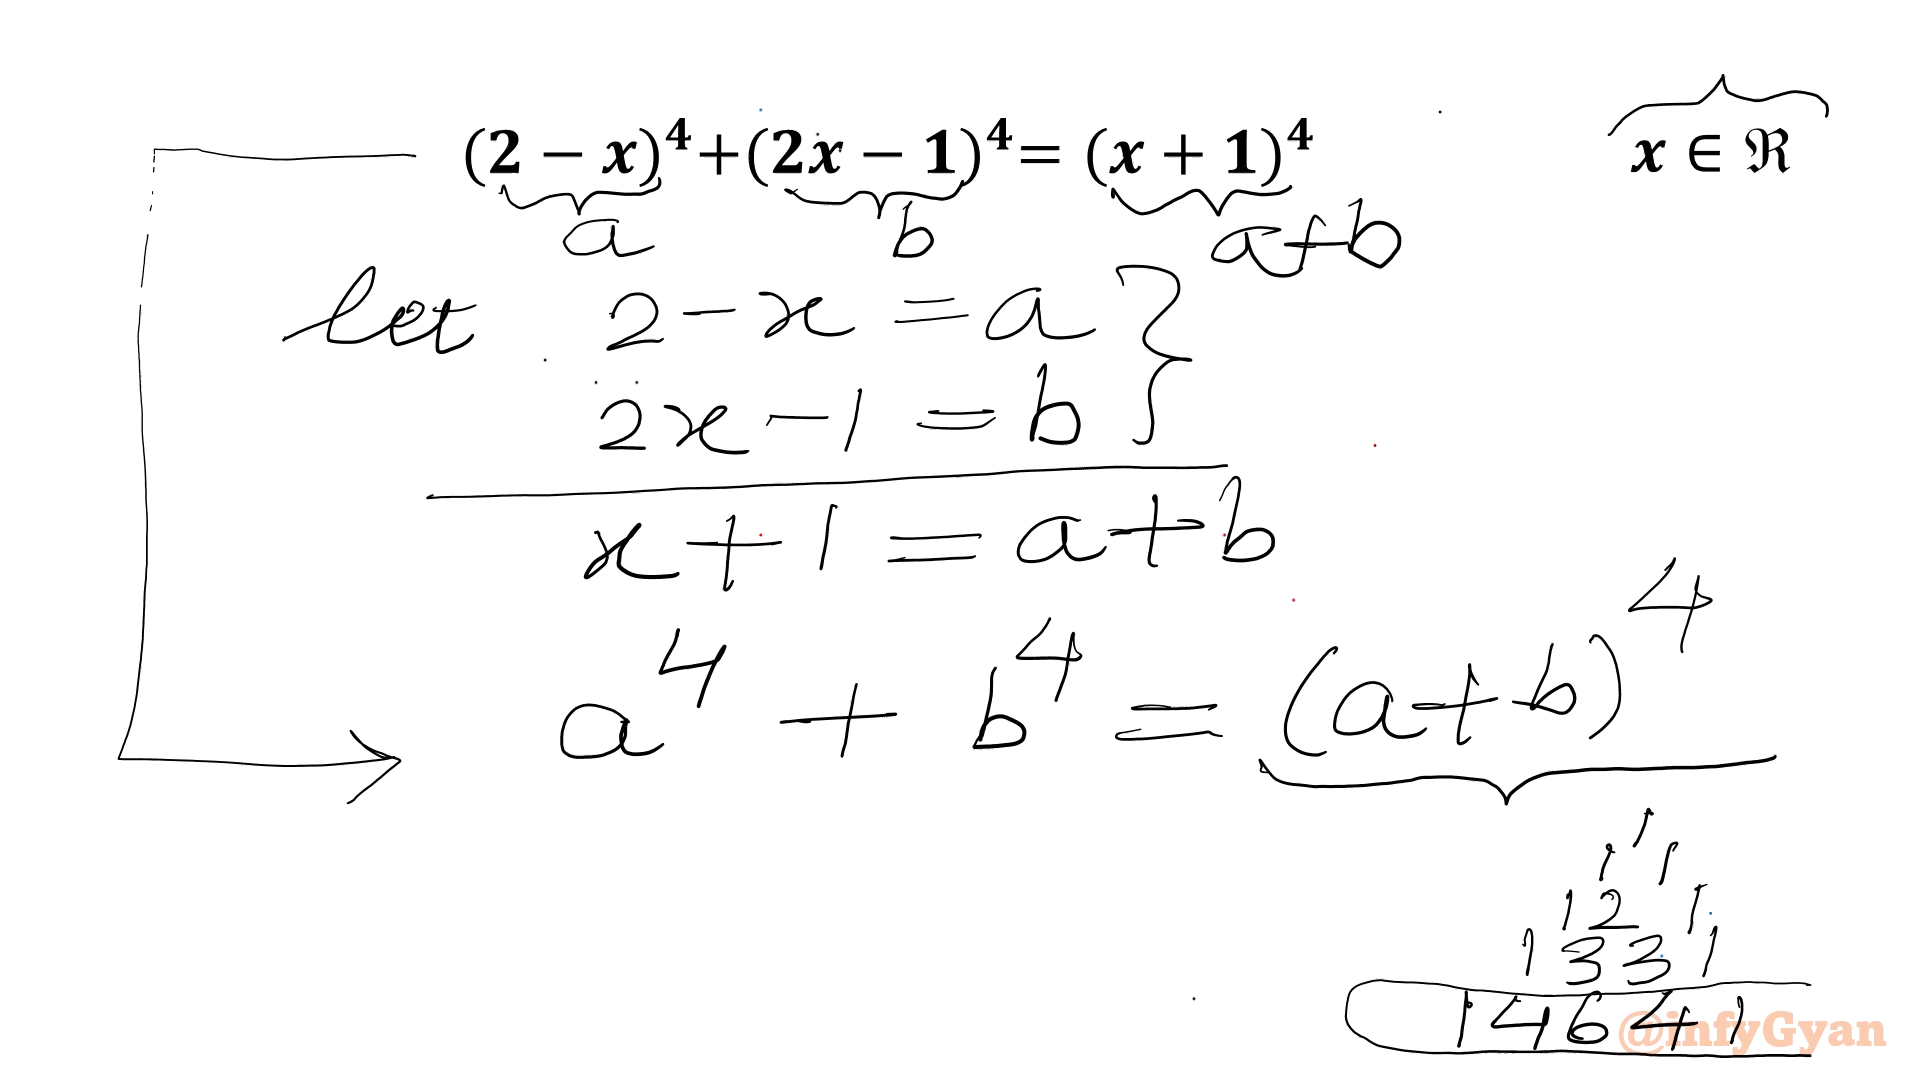 (2 − x)⁴+(2x − 1)⁴= (x + 1)⁴ x ∈ ℜ
a b a+b
let 2 − x = a
2x − 1 = b
x + 1 = a + b
a⁴ + b⁴ = (a + b)⁴
1
1 1
1 2 1
1 3 3 1
1 4 6 4 1
@infyGyan